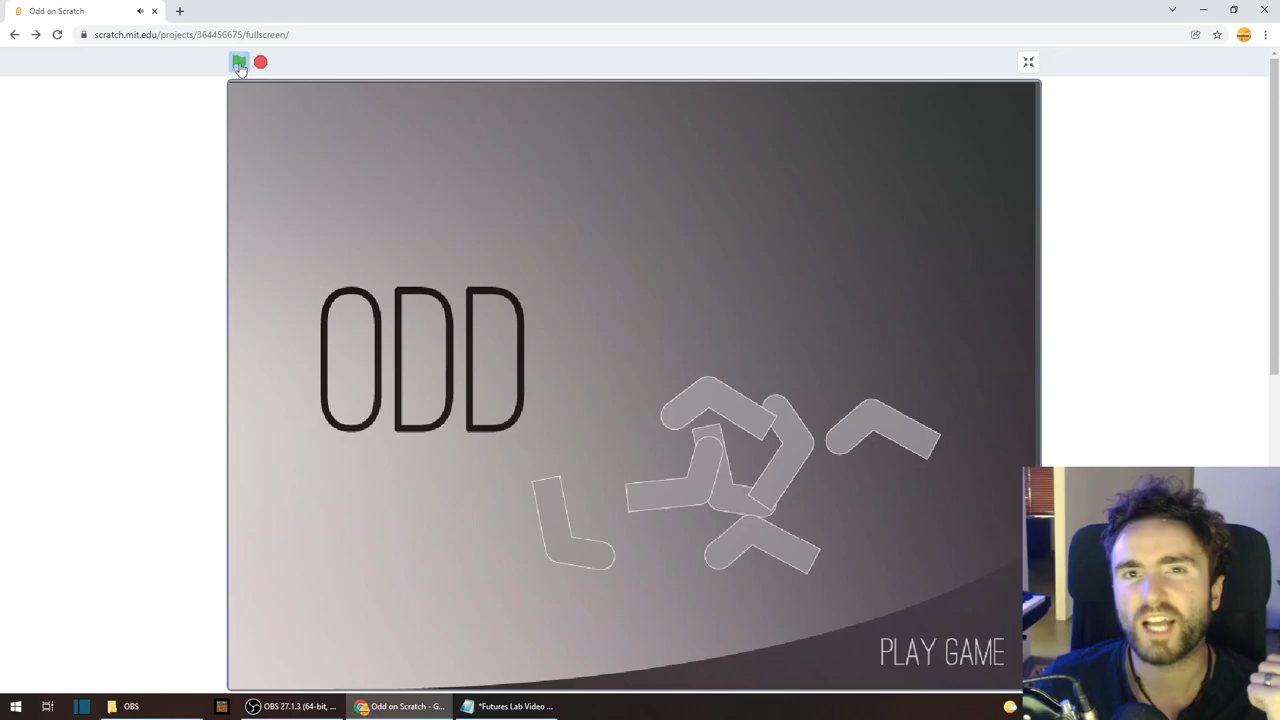 Odd on Scratch
scratch.mit.edu/projects/364456675/fullscreen/
ODD
PLAY GAME
OBS
OBS 27.1.3 (64-bit, ...
Odd on Scratch - G...
*Futures Lab Video ...